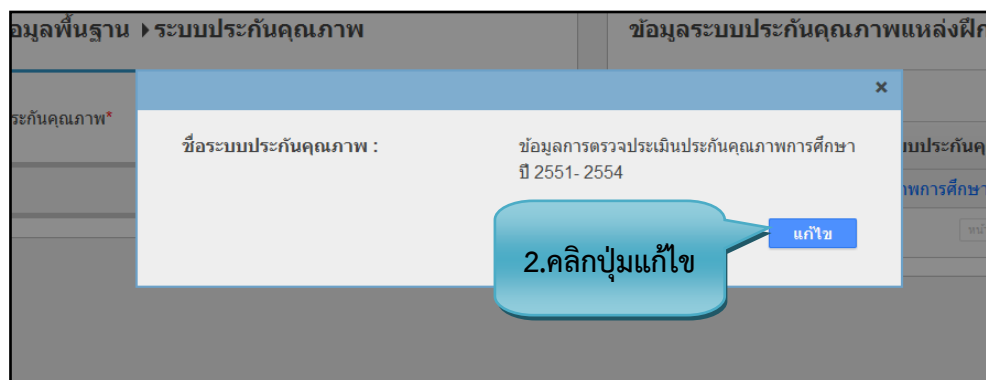 อมูลพื้นฐาน ▸ ระบบประกันคุณภาพ
ข้อมูลระบบประกันคุณภาพแหล่งฝึก
ระกันคุณภาพ*
×
ชื่อระบบประกันคุณภาพ :
ข้อมูลการตรวจประเมินประกันคุณภาพการศึกษา
ปี 2551- 2554
บประกันคุ
าพการศึกษา
หน้
แก้ไข
2.คลิกปุ่มแก้ไข